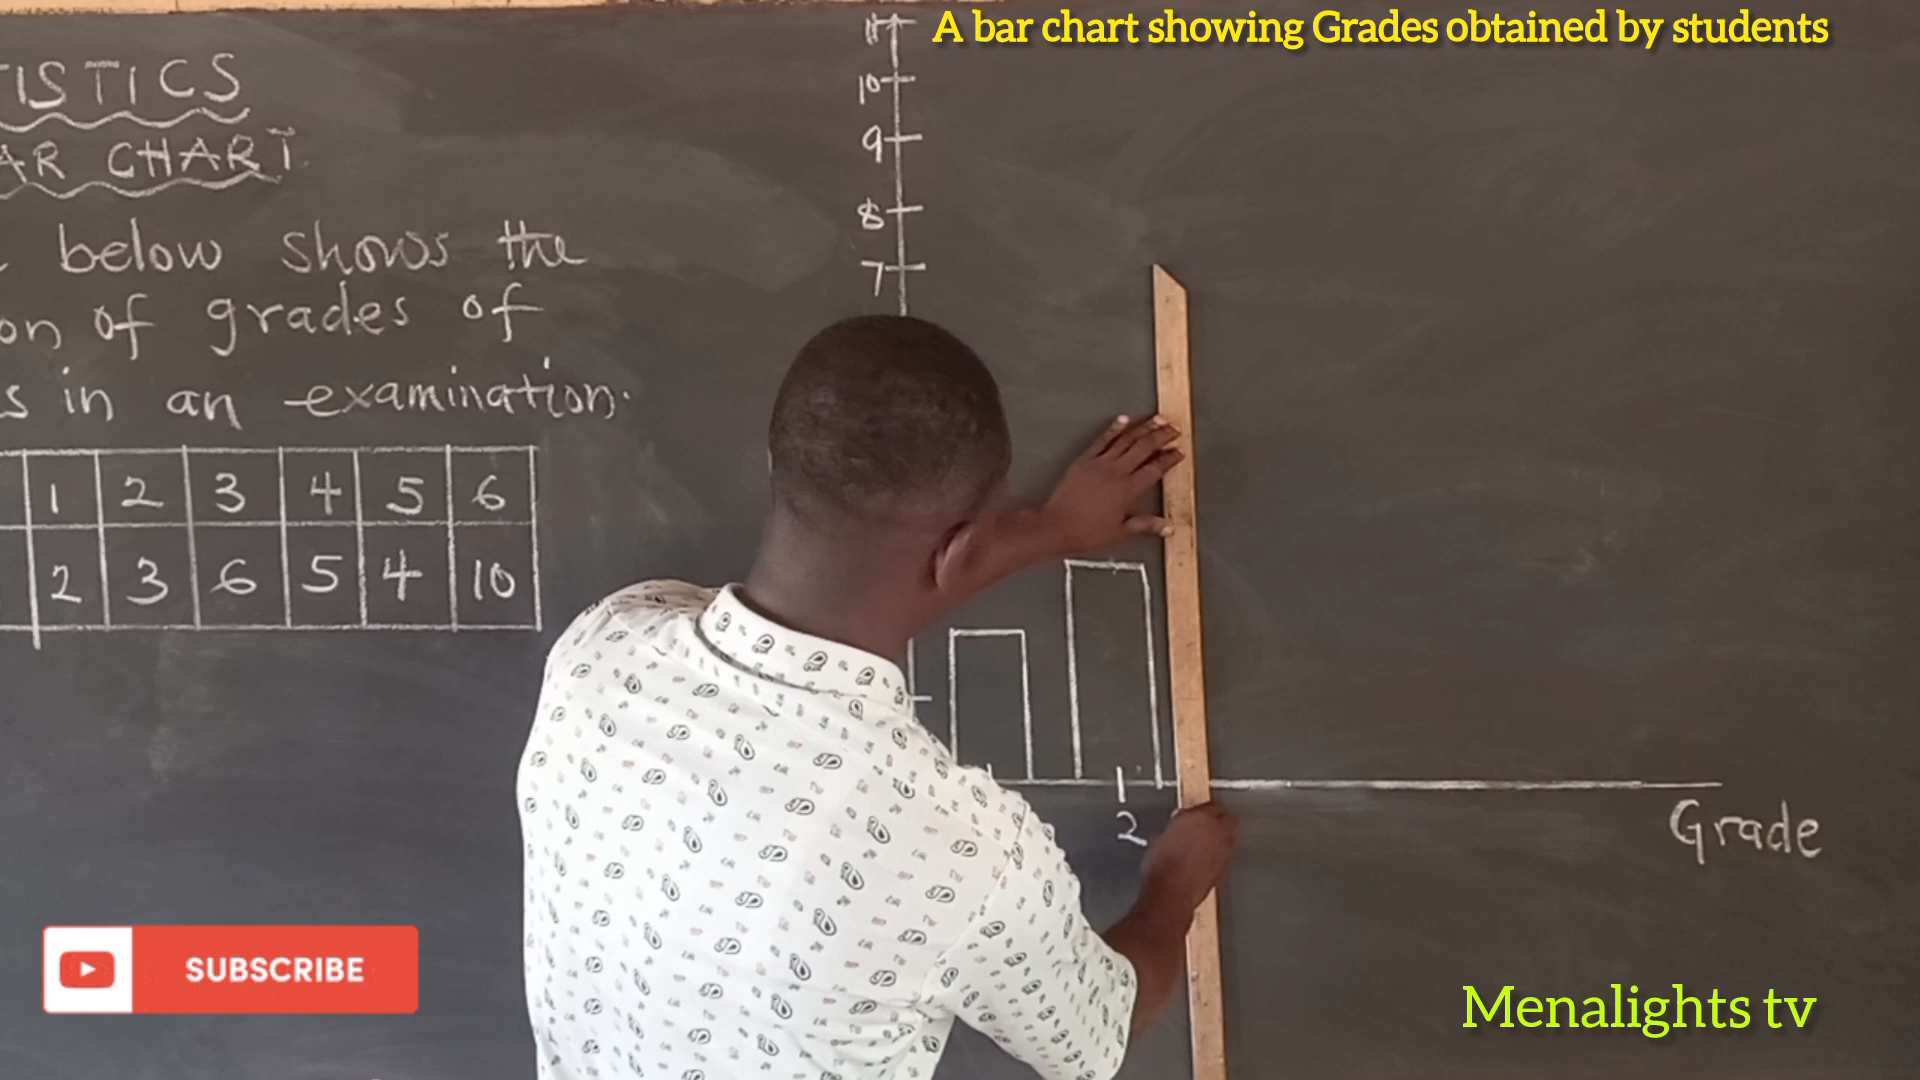 TISTICS
AR CHART
below shows the
on of grades of
s in an examination.
1 2 3 4 5 6
2 3 6 5 4 10
A bar chart showing Grades obtained by students
11
10
9
8
7
2
Grade
SUBSCRIBE
Menalights tv